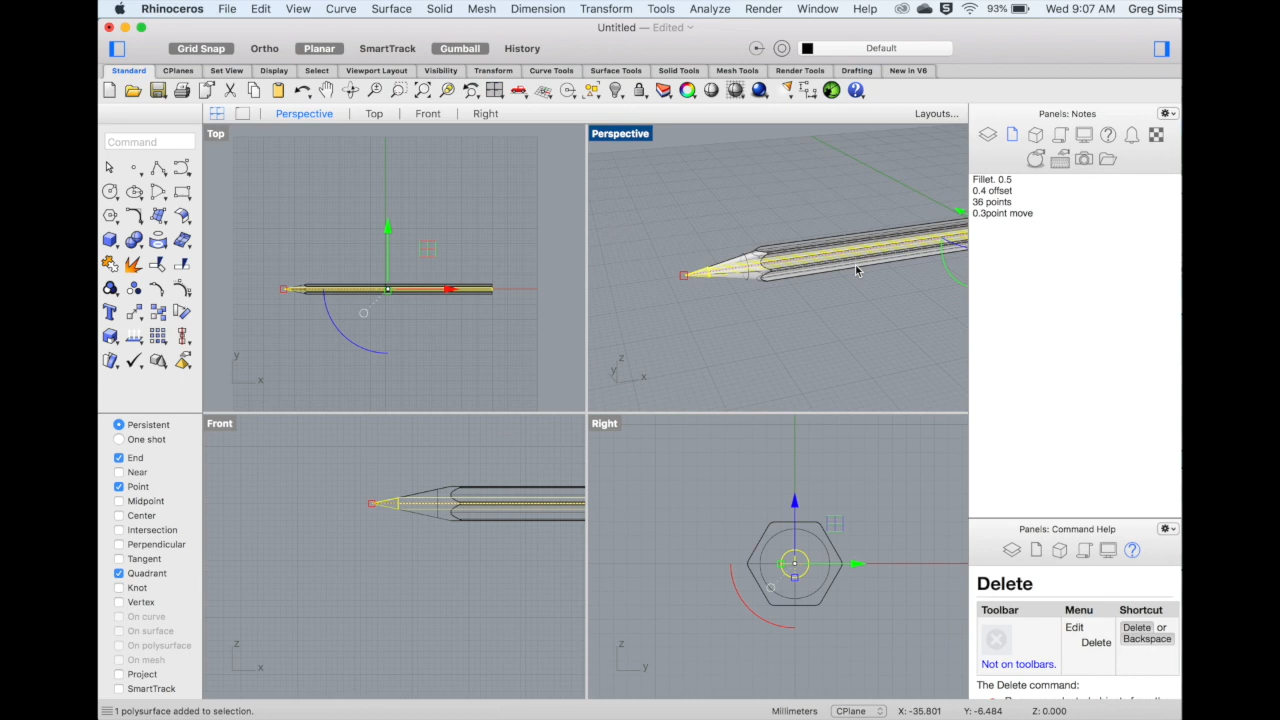 Rhinoceros File Edit View Curve Surface Solid Mesh Dimension Transform Tools Analyze Render Window Help 93% Wed 9:07 AM Greg Sims
Untitled — Edited
Grid Snap Ortho Planar SmartTrack Gumball History Default
Standard CPlanes Set View Display Select Viewport Layout Visibility Transform Curve Tools Surface Tools Solid Tools Mesh Tools Render Tools Drafting New in V6
Perspective Top Front Right Layouts... Panels: Notes
Top
Perspective
Command
Fillet. 0.5
0.4 offset
36 points
0.3point move
y
x
z
y
x
Front
Right
Persistent
One shot
End
Near
Point
Midpoint
Center
Intersection
Perpendicular
Tangent
Quadrant
Knot
Vertex
On curve
On surface
On polysurface
On mesh
Project
SmartTrack
z
x
z
y
Panels: Command Help
Delete
Toolbar Menu Shortcut
Not on toolbars.
Edit
Delete
Delete or
Backspace
The Delete command:
1 polysurface added to selection. Millimeters CPlane X: -35.801 Y: -6.484 Z: 0.000